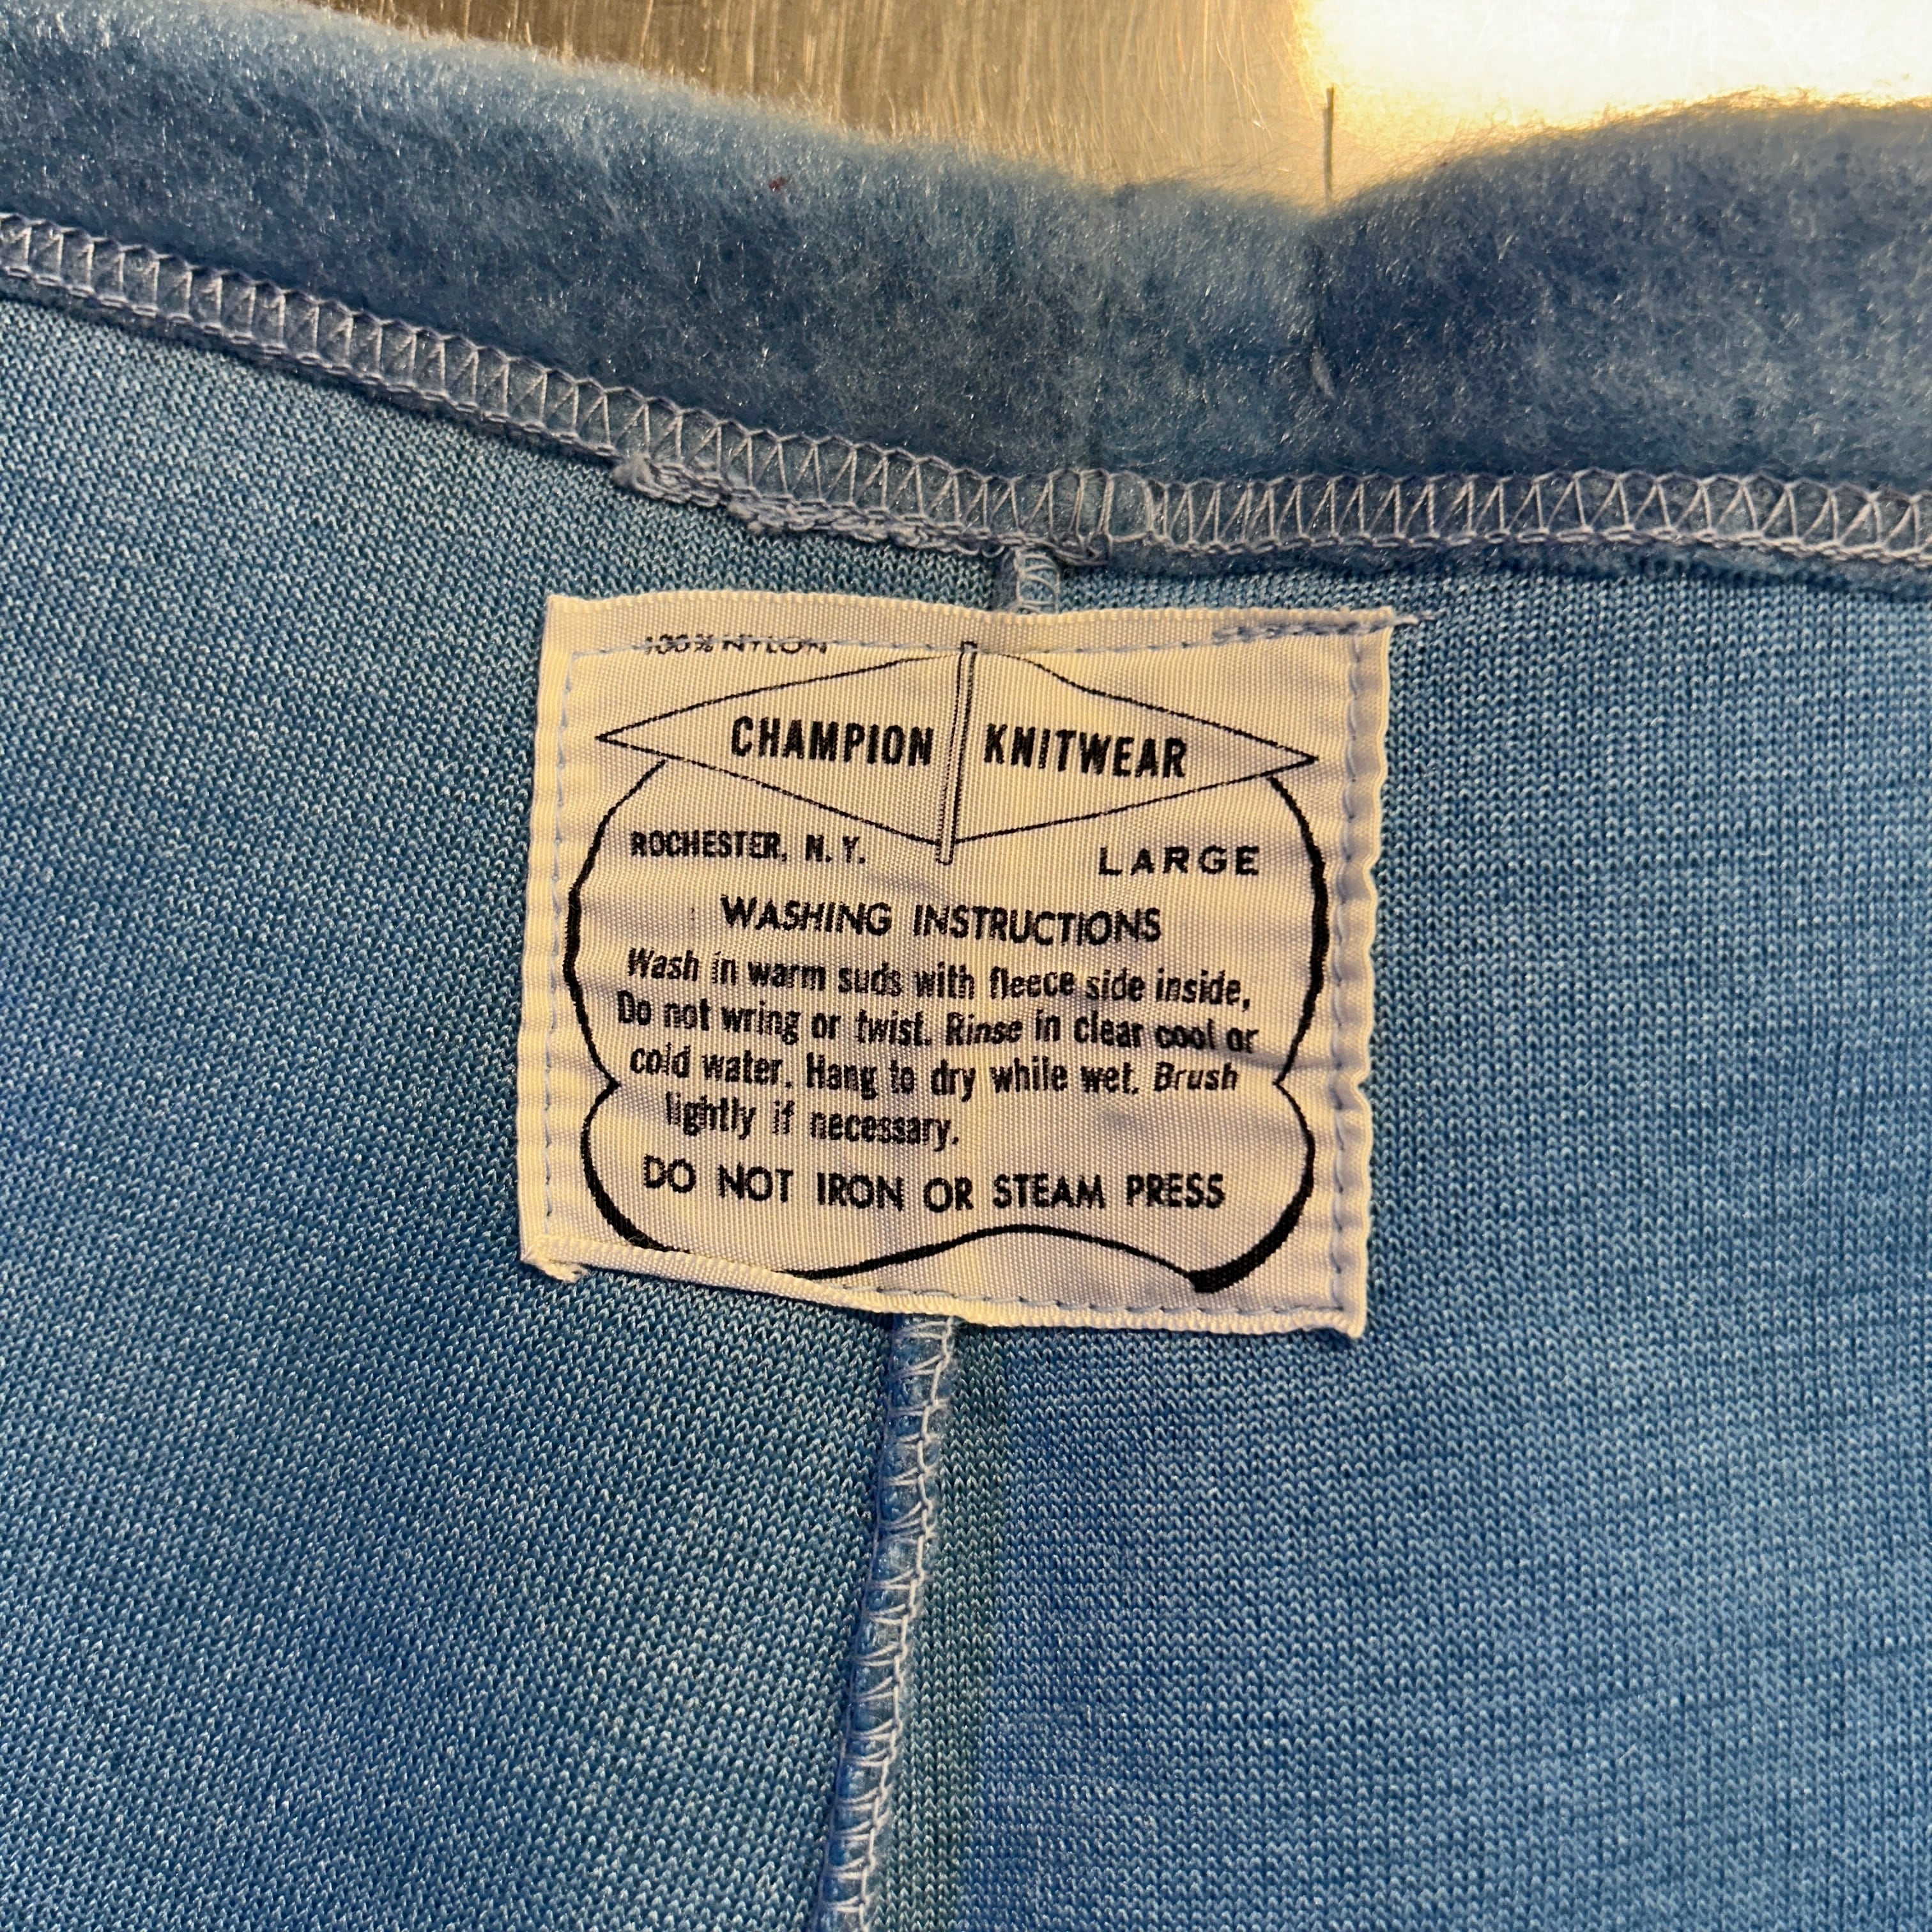 100% NYLON
CHAMPION KNITWEAR
ROCHESTER, N. Y. LARGE
WASHING INSTRUCTIONS
Wash in warm suds with fleece side inside,
Do not wring or twist. Rinse in clear cool or
cold water. Hang to dry while wet. Brush
lightly if necessary.
DO NOT IRON OR STEAM PRESS